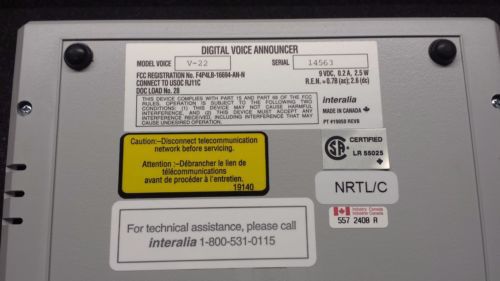 DIGITAL VOICE ANNOUNCER
MODEL VOICE V-22 SERIAL 14563
FCC REGISTRATION No. F4P4LB-16694-AN-N
CONNECT TO USOC RJ11C
DOC LOAD No. 28
9 VDC, 0.2 A, 2.5 W
R.E.N. = 0.7B (ac); 2.6 (dc)
THIS DEVICE COMPLIES WITH PART 15 AND PART 68 OF THE FCC
RULES. OPERATION IS SUBJECT TO THE FOLLOWING TWO
CONDITIONS: (1) THIS DEVICE MAY NOT CAUSE HARMFUL
INTERFERENCE AND (2) THIS DEVICE MUST ACCEPT ANY
INTERFERENCE RECEIVED, INCLUDING INTERFERENCE THAT MAY
CAUSE UNDESIRED OPERATION.
interalia
MADE IN CANADA
PT #19050 REVB
Caution:-Disconnect telecommunication
network before servicing.
Attention :-Débrancher le lien de
télécommunications
avant de procéder à l'entretien.
19140
CERTIFIED
LR 55025
NRTL/C
Industry Canada
Industrie Canada
557 2408 A
For technical assistance, please call
interalia 1-800-531-0115